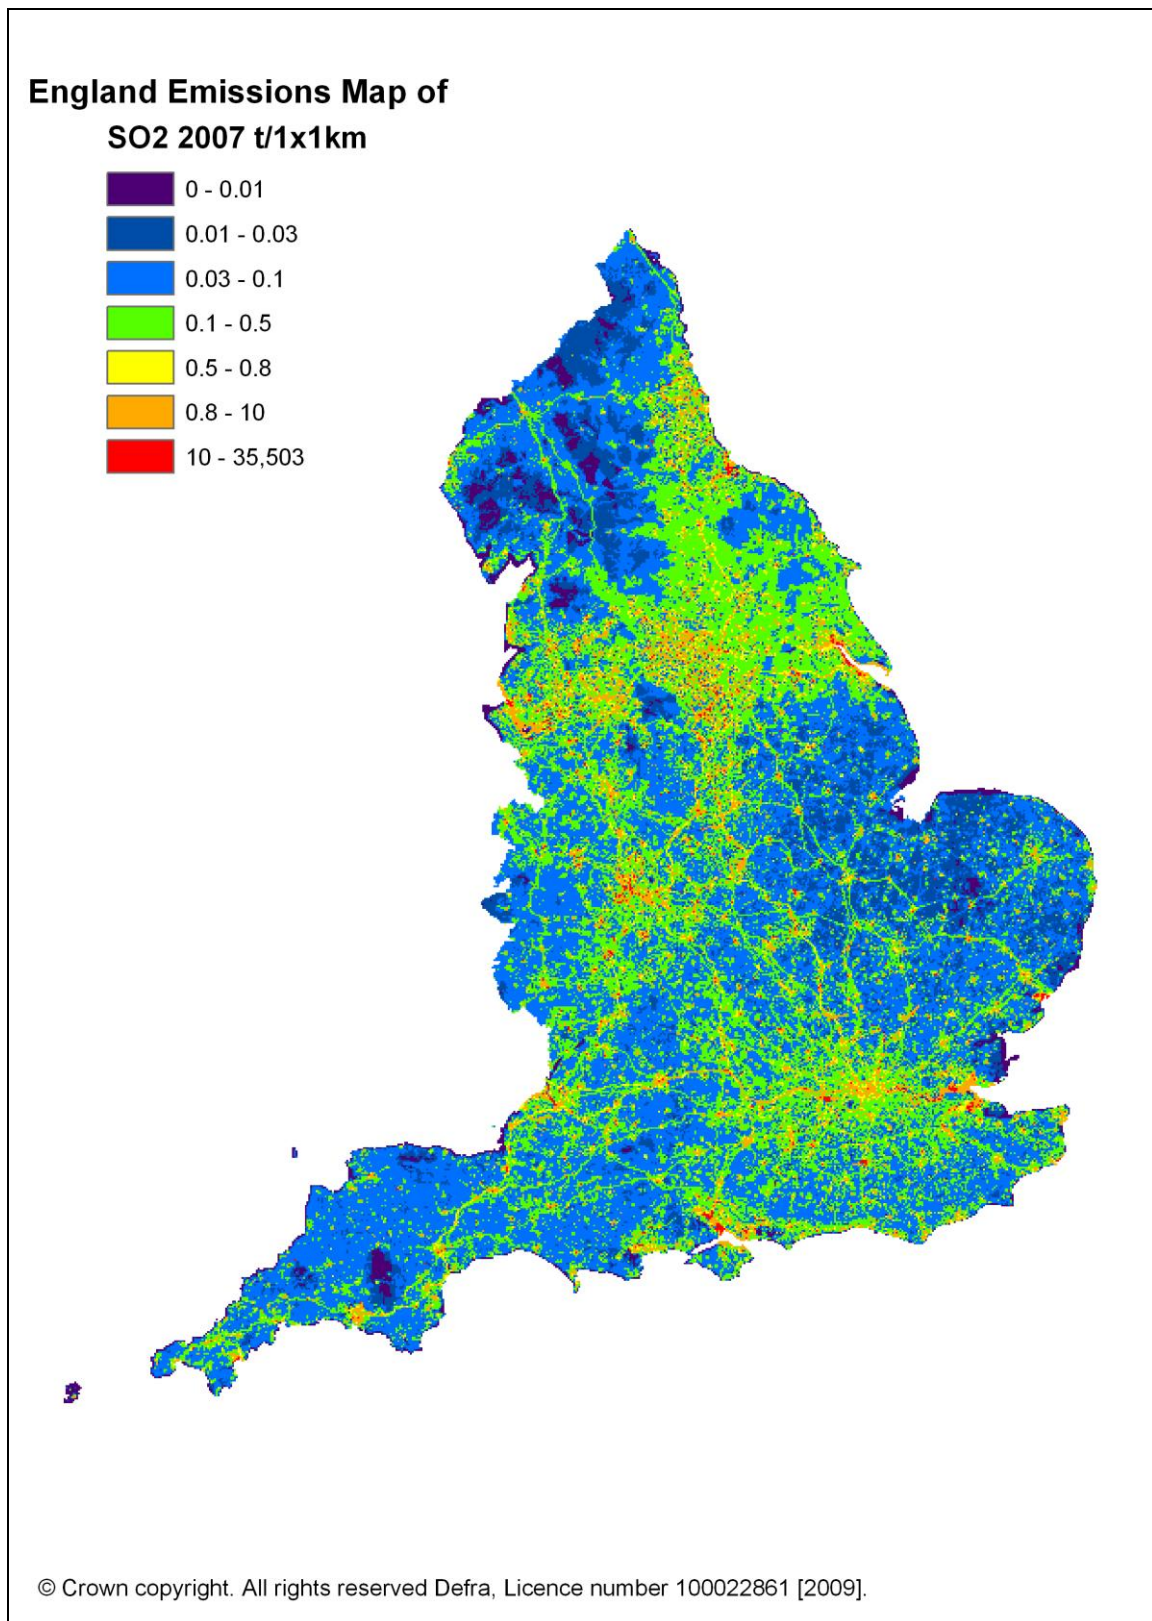 England Emissions Map of
SO2 2007 t/1x1km
0 - 0.01
0.01 - 0.03
0.03 - 0.1
0.1 - 0.5
0.5 - 0.8
0.8 - 10
10 - 35,503
© Crown copyright. All rights reserved Defra, Licence number 100022861 [2009].